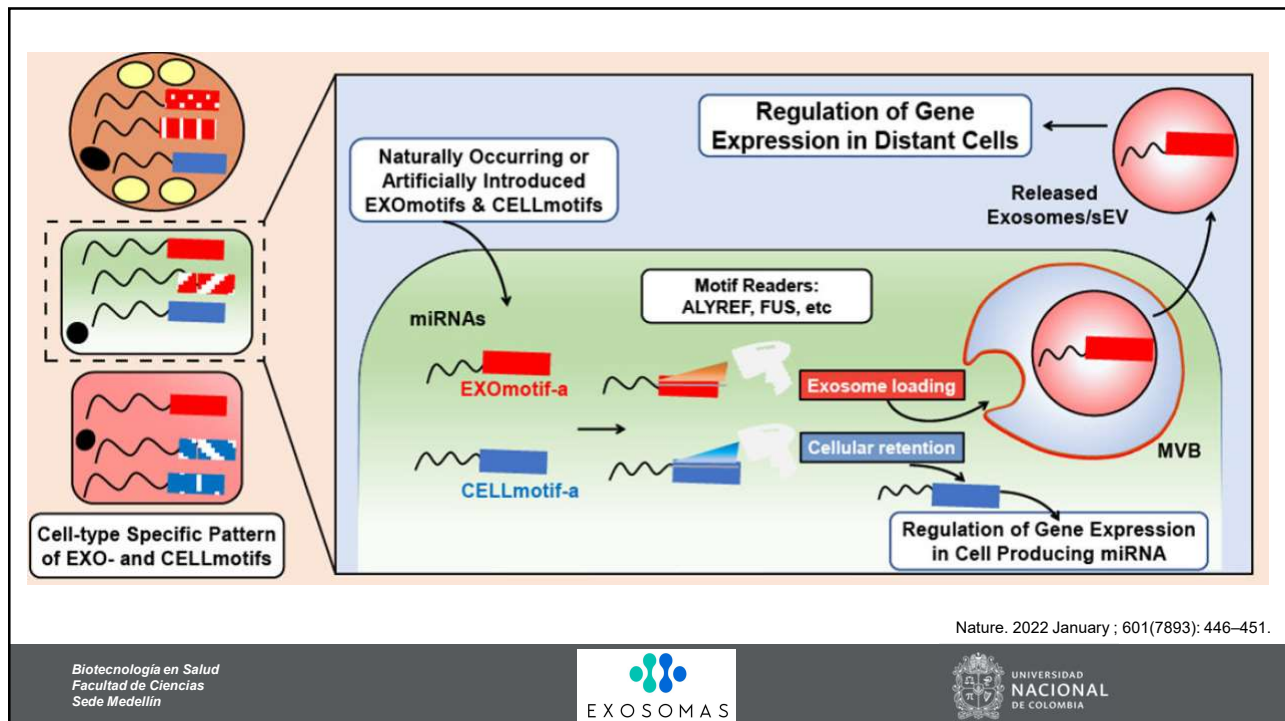 Regulation of Gene
Expression in Distant Cells
Naturally Occurring or
Artificially Introduced
EXOmotifs & CELLmotifs
Released
Exosomes/sEV
Motif Readers:
ALYREF, FUS, etc
miRNAs
EXOmotif-a
Exosome loading
CELLmotif-a
Cellular retention
MVB
Cell-type Specific Pattern
of EXO- and CELLmotifs
Regulation of Gene Expression
in Cell Producing miRNA
Nature. 2022 January ; 601(7893): 446–451.
Biotecnología en Salud
Facultad de Ciencias
Sede Medellín
EXOSOMAS
UNIVERSIDAD
NACIONAL
DE COLOMBIA